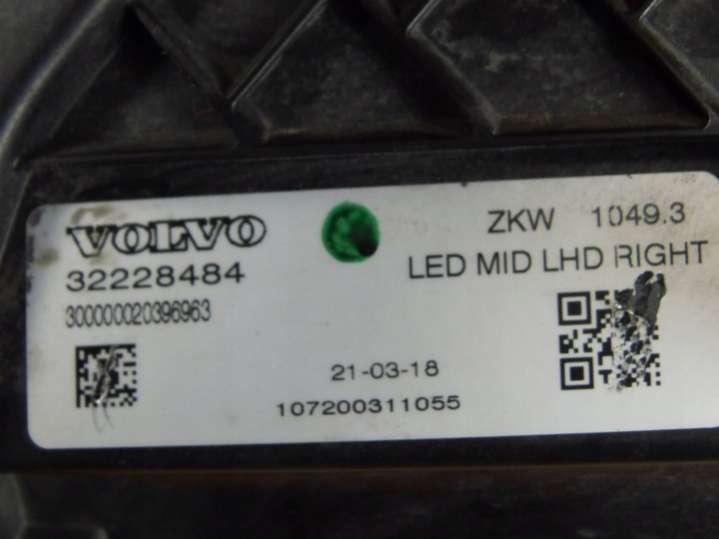 VOLVO
32228484
300000020396963
ZKW 1049.3
LED MID LHD RIGHT
21-03-18
107200311055